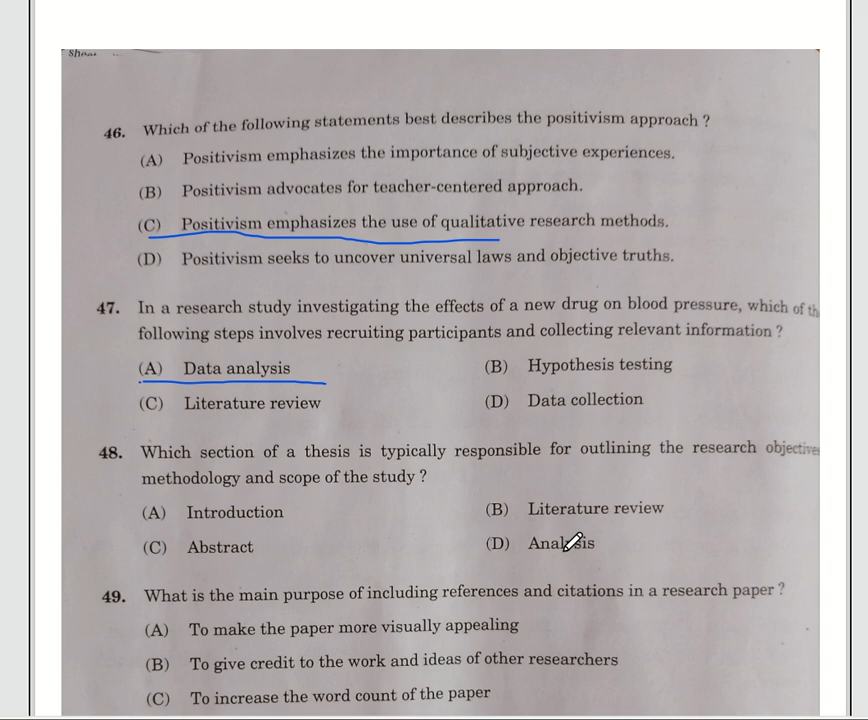 46. Which of the following statements best describes the positivism approach ?
(A) Positivism emphasizes the importance of subjective experiences.
(B) Positivism advocates for teacher-centered approach.
(C) Positivism emphasizes the use of qualitative research methods.
(D) Positivism seeks to uncover universal laws and objective truths.
47. In a research study investigating the effects of a new drug on blood pressure, which of th
following steps involves recruiting participants and collecting relevant information ?
(A) Data analysis (B) Hypothesis testing
(C) Literature review (D) Data collection
48. Which section of a thesis is typically responsible for outlining the research objective
methodology and scope of the study ?
(A) Introduction (B) Literature review
(C) Abstract (D) Analysis
49. What is the main purpose of including references and citations in a research paper ?
(A) To make the paper more visually appealing
(B) To give credit to the work and ideas of other researchers
(C) To increase the word count of the paper